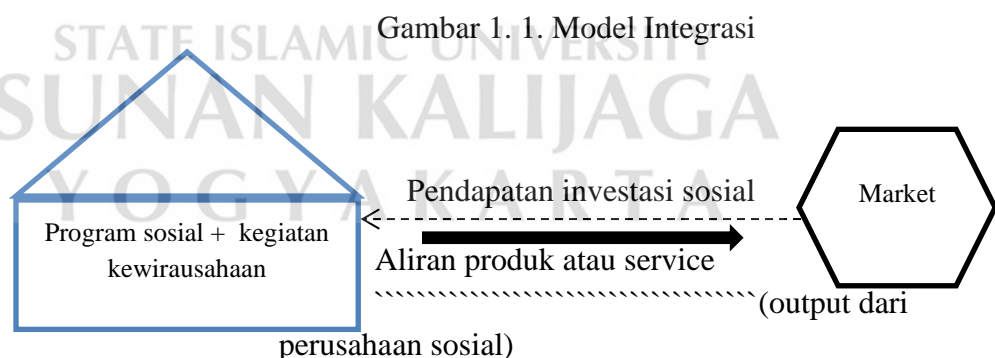 Gambar 1. 1. Model Integrasi
STATE ISLAMIC UNIVERSITY
SUNAN KALIJAGA
YOGYAKARTA
Pendapatan investasi sosial
Market
Program sosial + kegiatan
kewirausahaan
Aliran produk atau service
(output dari
perusahaan sosial)